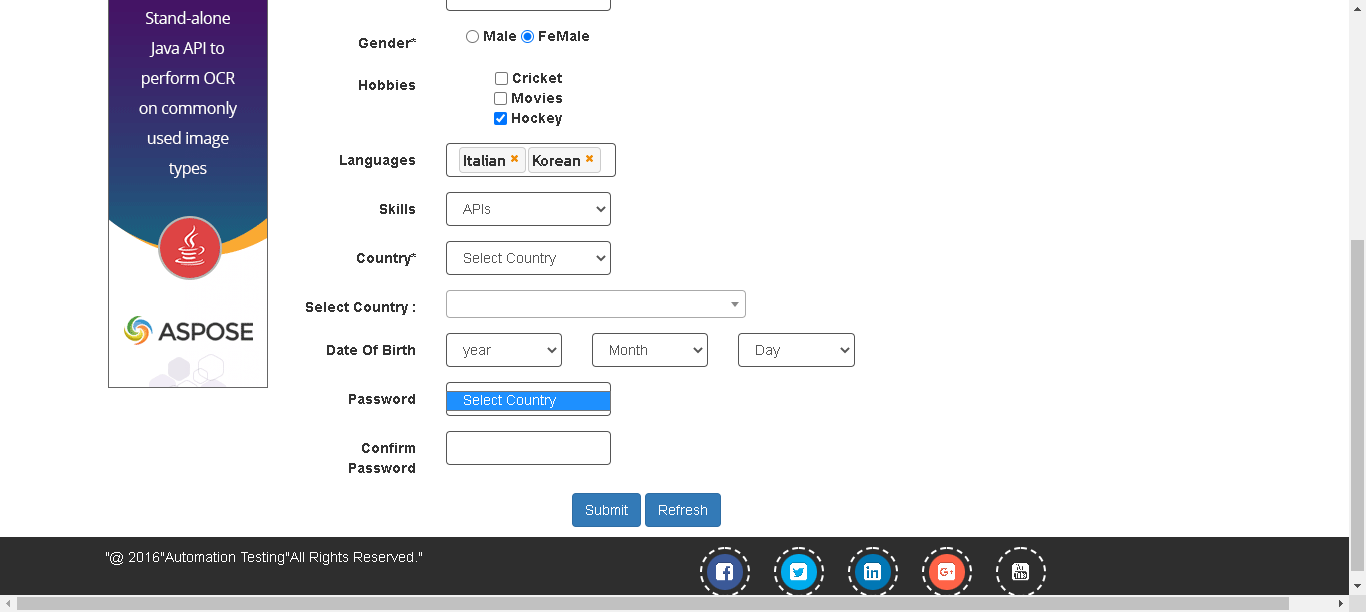 Stand-alone
Java API to
perform OCR
on commonly
used image
types
ASPOSE
Gender* Male FeMale
Hobbies Cricket
Movies
Hockey
Languages Italian × Korean ×
Skills APIs
Country* Select Country
Select Country :
Date Of Birth year Month Day
Password Select Country
Confirm
Password
Submit Refresh
"@ 2016"Automation Testing"All Rights Reserved."